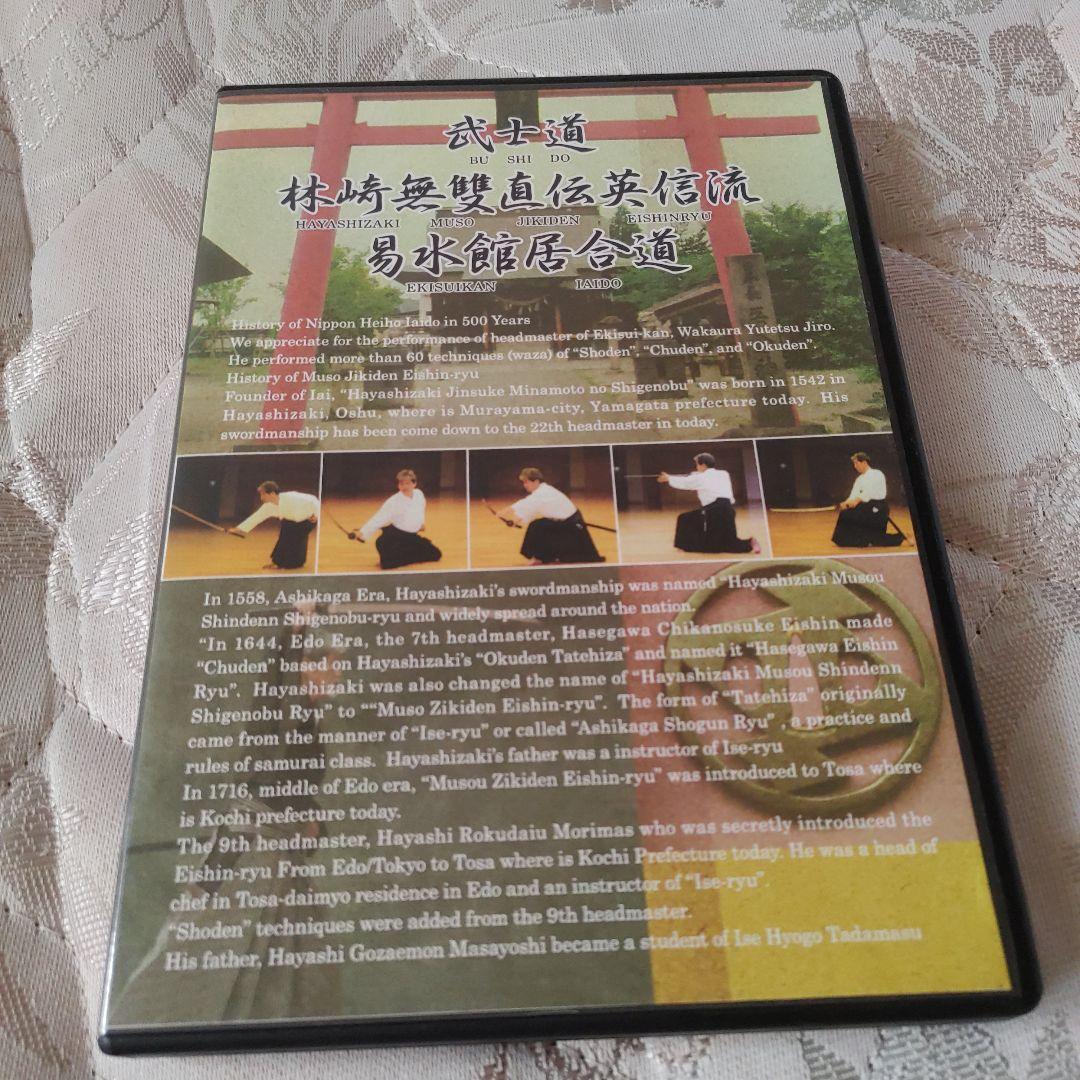 武士道
BU SHI DO
林崎無雙直伝英信流
HAYASHIZAKI MUSO JIKIDEN EISHINRYU
易水館居合道
EKISUIKAN IAIDO
History of Nippon Heiho Iaido in 500 Years
We appreciate for the performance of headmaster of Ekisui-kan, Wakaura Yutetsu Jiro.
He performed more than 60 techniques (waza) of “Shoden”, “Chuden”, and “Okuden”.
History of Muso Jikiden Eishin-ryu
Founder of Iai, “Hayashizaki Jinsuke Minamoto no Shigenobu” was born in 1542 in
Hayashizaki, Oshu, where is Murayama-city, Yamagata prefecture today. His
swordmanship has been come down to the 22th headmaster in today.
In 1558, Ashikaga Era, Hayashizaki's swordmanship was named “Hayashizaki Musou
Shindenn Shigenobu-ryu and widely spread around the nation.
“In 1644, Edo Era, the 7th headmaster, Hasegawa Chikanosuke Eishin made
“Chuden” based on Hayashizaki's “Okuden Tatehiza” and named it “Hasegawa Eishin
Ryu”. Hayashizaki was also changed the name of “Hayashizaki Musou Shindenn
Shigenobu Ryu” to ““Muso Zikiden Eishin-ryu”. The form of “Tatehiza” originally
came from the manner of “Ise-ryu” or called “Ashikaga Shogun Ryu” , a practice and
rules of samurai class. Hayashizaki's father was a instructor of Ise-ryu
In 1716, middle of Edo era, “Musou Zikiden Eishin-ryu” was introduced to Tosa where
is Kochi prefecture today.
The 9th headmaster, Hayashi Rokudaiu Morimas who was secretly introduced the
Eishin-ryu From Edo/Tokyo to Tosa where is Kochi Prefecture today. He was a head of
chef in Tosa-daimyo residence in Edo and an instructor of “Ise-ryu”.
“Shoden” techniques were added from the 9th headmaster.
His father, Hayashi Gozaemon Masayoshi became a student of Ise Hyogo Tadamasu